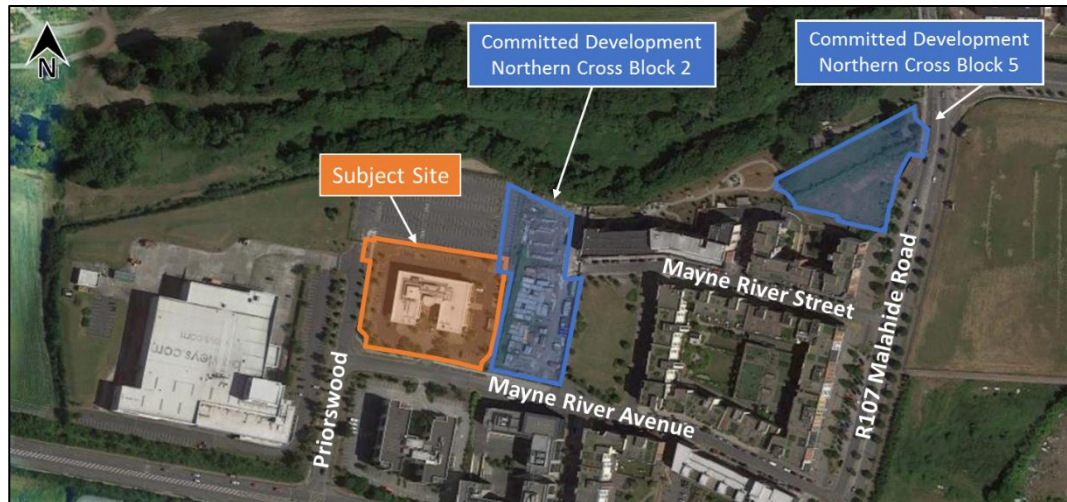 Committed Development
Northern Cross Block 2
Committed Development
Northern Cross Block 5
N
Subject Site
Mayne River Street
Mayne River Avenue
Priorswood
R107 Malahide Road